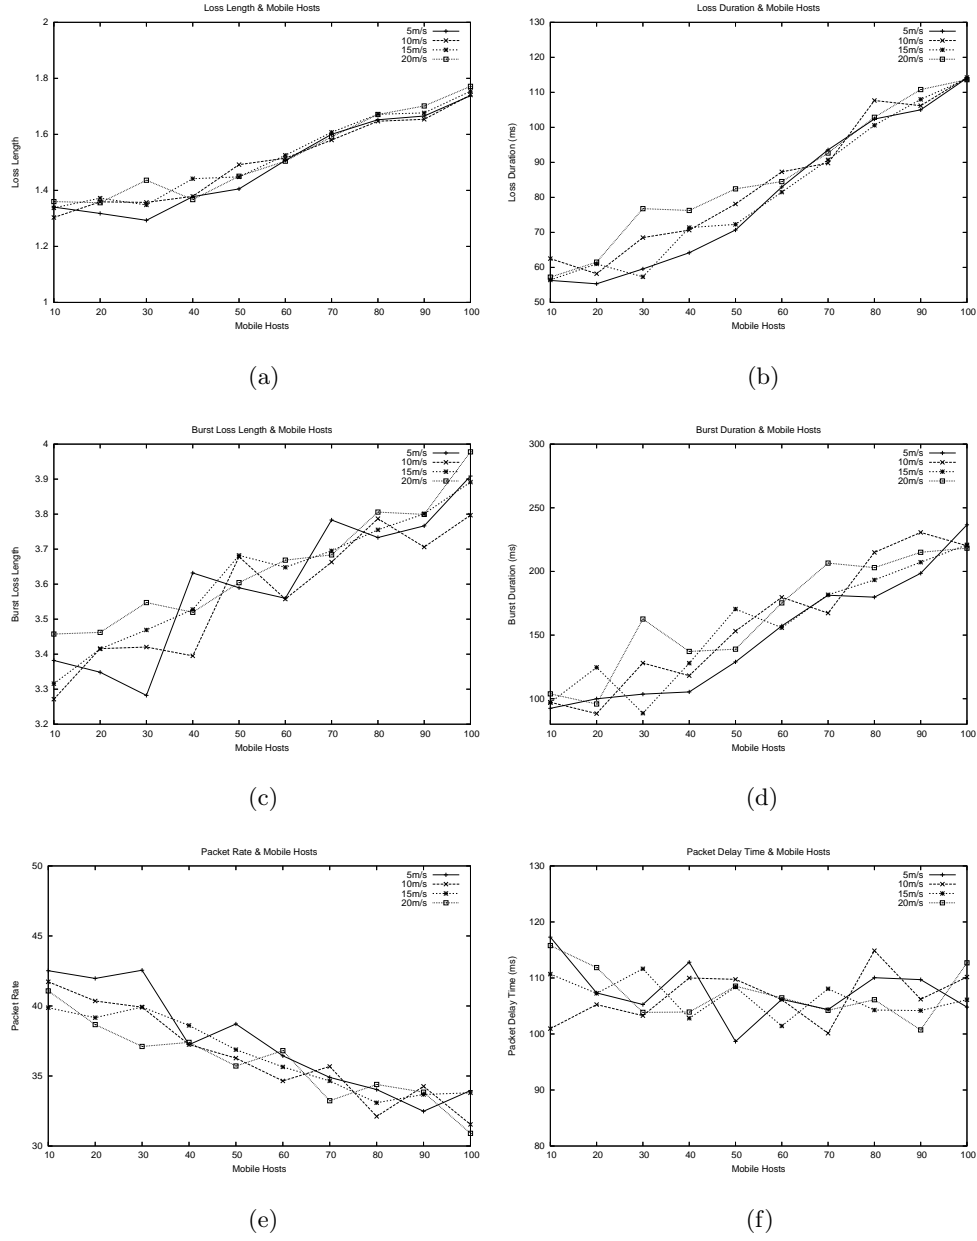 Loss Length & Mobile Hosts
2
1.8
1.6
1.4
1.2
1
Loss Length
5m/s
10m/s
15m/s
20m/s
10 20 30 40 50 60 70 80 90 100
Mobile Hosts
(a)
Loss Duration & Mobile Hosts
130
120
110
100
90
80
70
60
50
Loss Duration (ms)
5m/s
10m/s
15m/s
20m/s
10 20 30 40 50 60 70 80 90 100
Mobile Hosts
(b)
Burst Loss Length & Mobile Hosts
4
3.9
3.8
3.7
3.6
3.5
3.4
3.3
3.2
Burst Loss Length
5m/s
10m/s
15m/s
20m/s
10 20 30 40 50 60 70 80 90 100
Mobile Hosts
(c)
Burst Duration & Mobile Hosts
300
250
200
150
100
Burst Duration (ms)
5m/s
10m/s
15m/s
20m/s
10 20 30 40 50 60 70 80 90 100
Mobile Hosts
(d)
Packet Rate & Mobile Hosts
50
45
40
35
30
Packet Rate
5m/s
10m/s
15m/s
20m/s
10 20 30 40 50 60 70 80 90 100
Mobile Hosts
(e)
Packet Delay Time & Mobile Hosts
130
120
110
100
90
80
Packet Delay Time (ms)
5m/s
10m/s
15m/s
20m/s
10 20 30 40 50 60 70 80 90 100
Mobile Hosts
(f)